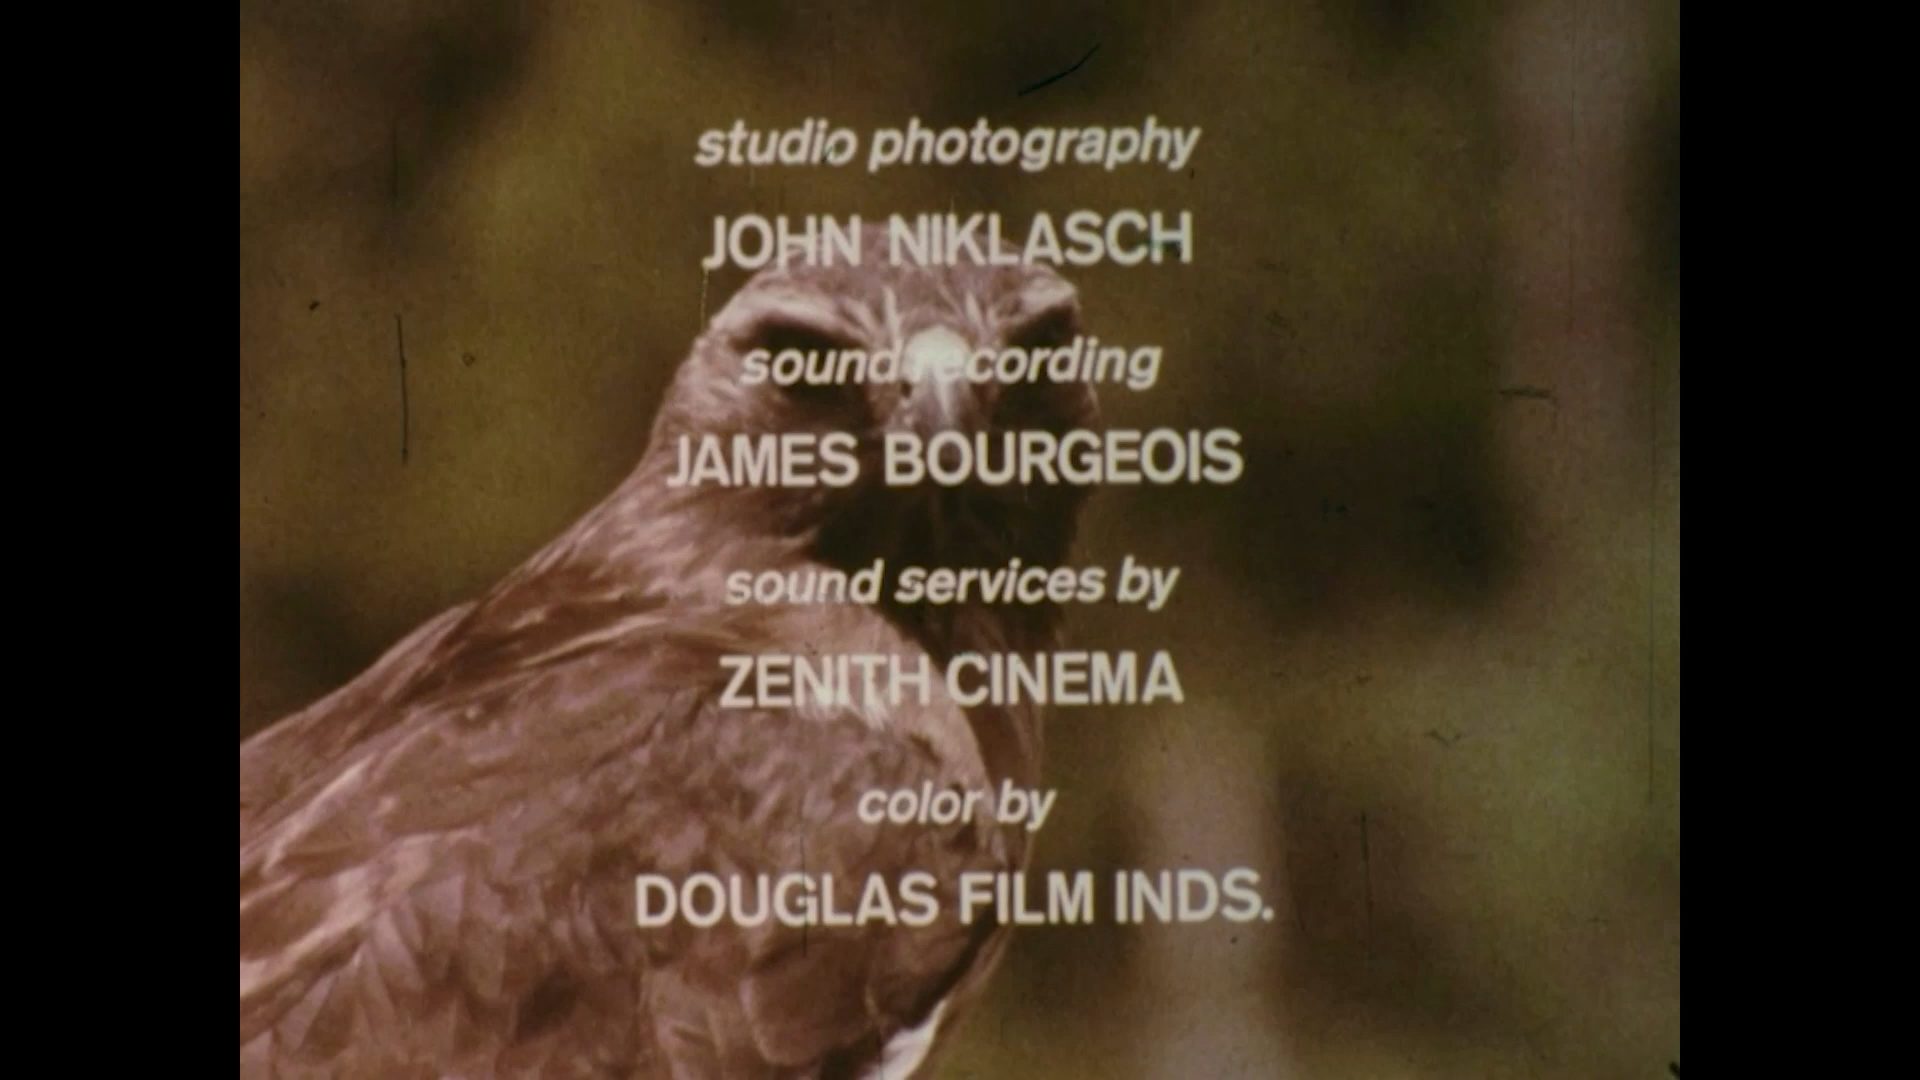 studio photography
JOHN NIKLASCH
sound recording
JAMES BOURGEOIS
sound services by
ZENITH CINEMA
color by
DOUGLAS FILM INDS.